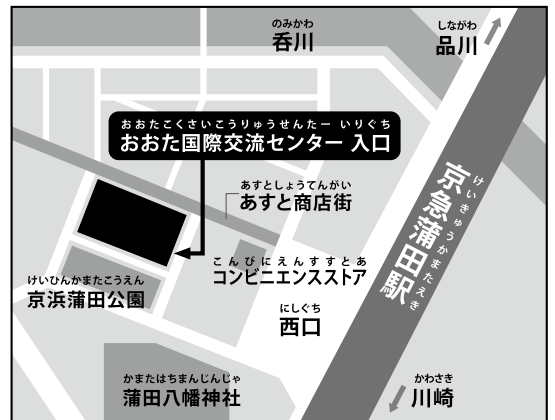 のみかわ
呑川
しながわ
品川
おおたこくさいこうりゅうせんたー いりぐち
おおた国際交流センター 入口
けいきゅうかまたえき
京急蒲田駅
あすとしょうてんがい
あすと商店街
こんびにえんすすとあ
コンビニエンスストア
けいひんかまたこうえん
京浜蒲田公園
にしぐち
西口
かまたはちまんじんじゃ
蒲田八幡神社
かわさき
川崎